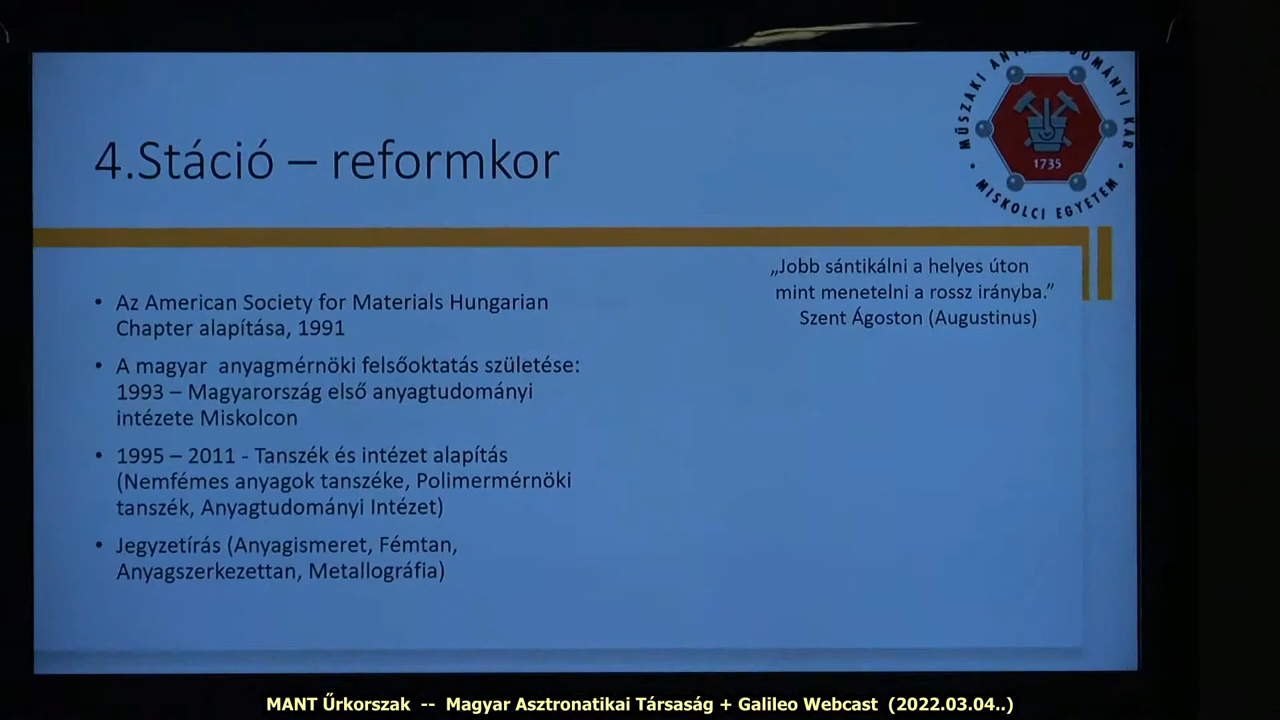 4.Stáció – reformkor
MŰSZAKI ANYAGTUDOMÁNYI KAR
• MISKOLCI EGYETEM •
1735
„Jobb sántikálni a helyes úton
mint menetelni a rossz irányba.”
Szent Ágoston (Augustinus)
• Az American Society for Materials Hungarian
Chapter alapítása, 1991
• A magyar anyagmérnöki felsőoktatás születése:
1993 – Magyarország első anyagtudományi
intézete Miskolcon
• 1995 – 2011 - Tanszék és intézet alapítás
(Nemfémes anyagok tanszéke, Polimermérnöki
tanszék, Anyagtudományi Intézet)
• Jegyzetírás (Anyagismeret, Fémtan,
Anyagszerkezettan, Metallográfia)
MANT Űrkorszak -- Magyar Asztronatikai Társaság + Galileo Webcast (2022.03.04..)